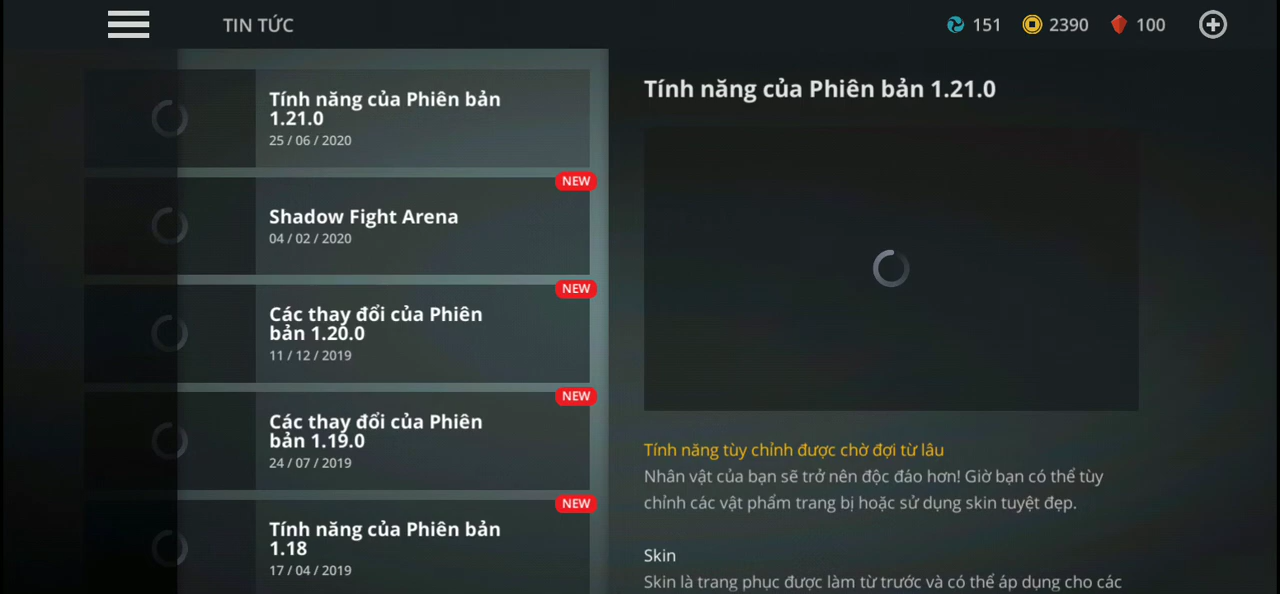 TIN TỨC
151
2390
100
Tính năng của Phiên bản
1.21.0
25 / 06 / 2020
NEW
Shadow Fight Arena
04 / 02 / 2020
NEW
Các thay đổi của Phiên
bản 1.20.0
11 / 12 / 2019
NEW
Các thay đổi của Phiên
bản 1.19.0
24 / 07 / 2019
NEW
Tính năng của Phiên bản
1.18
17 / 04 / 2019
Tính năng của Phiên bản 1.21.0
Tính năng tùy chỉnh được chờ đợi từ lâu
Nhân vật của bạn sẽ trở nên độc đáo hơn! Giờ bạn có thể tùy
chỉnh các vật phẩm trang bị hoặc sử dụng skin tuyệt đẹp.
Skin
Skin là trang phục được làm từ trước và có thể áp dụng cho các